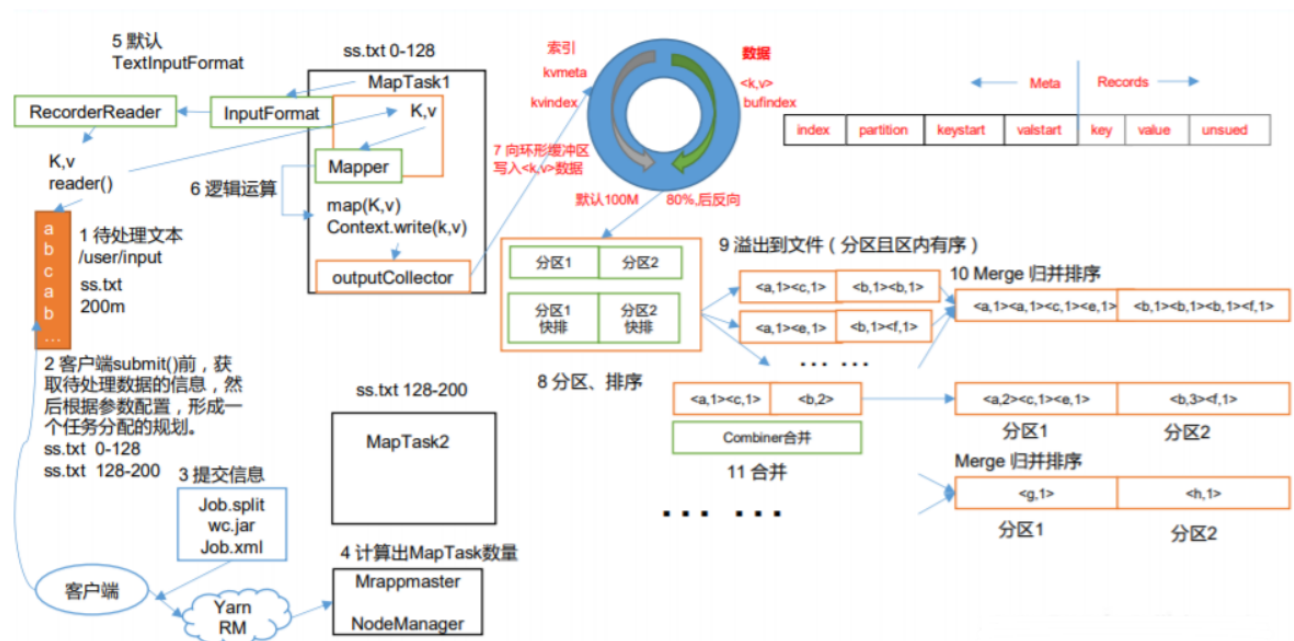 5 默认
TextInputFormat
RecorderReader
InputFormat
K,v
reader()
a
b
c
a
b
...
1 待处理文本
/user/input
ss.txt
200m
2 客户端submit()前，获
取待处理数据的信息，然
后根据参数配置，形成一
个任务分配的规划。
ss.txt 0-128
ss.txt 128-200
3 提交信息
Job.split
wc.jar
Job.xml
客户端
Yarn
RM
4 计算出MapTask数量
Mrappmaster
NodeManager
ss.txt 0-128
MapTask1
K,v
Mapper
6 逻辑运算
map(K,v)
Context.write(k,v)
outputCollector
ss.txt 128-200
MapTask2
7 向环形缓冲区
写入<k,v>数据
索引
kvmeta
kvindex
数据
<k,v>
bufindex
默认100M
80%,后反向
Meta
Records
index partition keystart valstart key value unsued
分区1 分区2
分区1
快排
分区2
快排
8 分区、排序
9 溢出到文件（分区且区内有序）
<a,1><c,1> <b,1><b,1>
<a,1><e,1> <b,1><f,1>
... ...
10 Merge 归并排序
<a,1><a,1><c,1><e,1> <b,1><b,1><b,1><f,1>
<a,1><c,1> <b,2>
Combiner合并
11 合并
<a,2><c,1><e,1> <b,3><f,1>
分区1 分区2
Merge 归并排序
<g,1> <h,1>
分区1 分区2
... ...